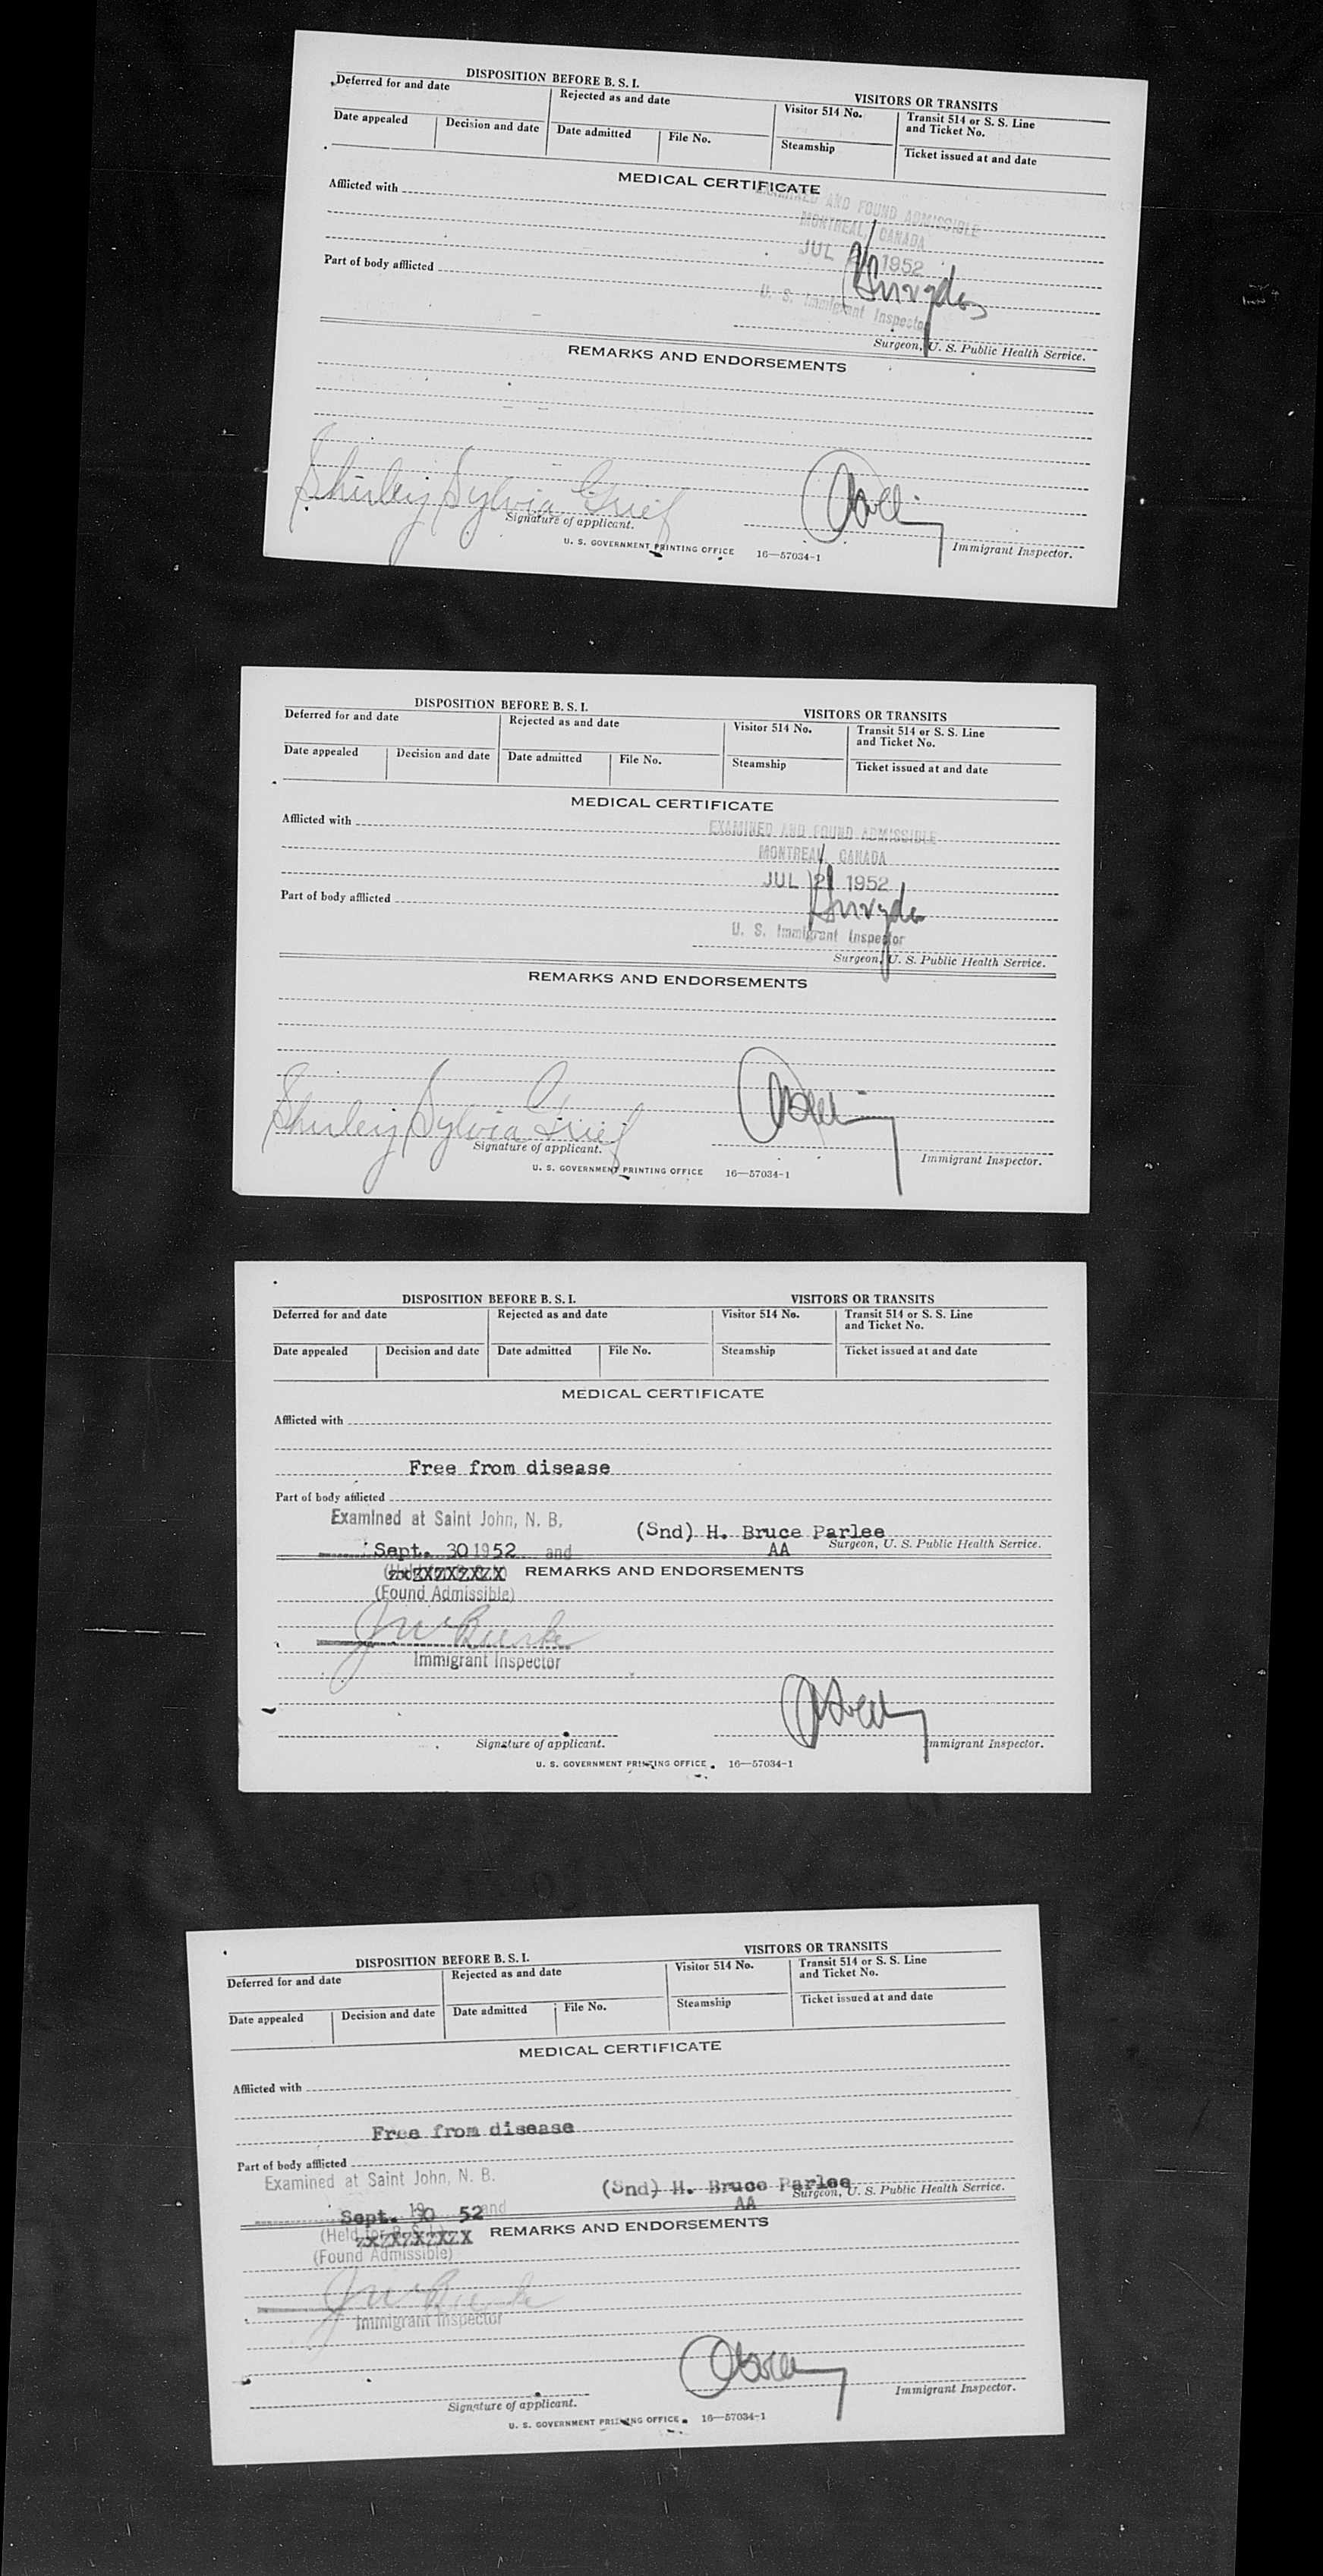 DISPOSITION BEFORE B. S. I.
VISITORS OR TRANSITS
Deferred for and date
Rejected as and date
Visitor 514 No.
Transit 514 or S. S. Line
and Ticket No.
Date appealed
Decision and date
Date admitted
File No.
Steamship
Ticket issued at and date
MEDICAL CERTIFICATE
Afflicted with
EXAMINED AND FOUND ADMISSIBLE
MONTREAL, CANADA
JUL 21 1952
Part of body afflicted
U. S. Immigrant Inspector
Surgeon, U. S. Public Health Service.
REMARKS AND ENDORSEMENTS
Shirley Sylvia Grief
Signature of applicant.
Immigrant Inspector.
U. S. GOVERNMENT PRINTING OFFICE 16—57034-1
DISPOSITION BEFORE B. S. I.
VISITORS OR TRANSITS
Deferred for and date
Rejected as and date
Visitor 514 No.
Transit 514 or S. S. Line
and Ticket No.
Date appealed
Decision and date
Date admitted
File No.
Steamship
Ticket issued at and date
MEDICAL CERTIFICATE
Afflicted with
EXAMINED AND FOUND ADMISSIBLE
MONTREAL, CANADA
JUL 21 1952
Part of body afflicted
U. S. Immigrant Inspector
Surgeon, U. S. Public Health Service.
REMARKS AND ENDORSEMENTS
Shirley Sylvia Grief
Signature of applicant.
Immigrant Inspector.
U. S. GOVERNMENT PRINTING OFFICE 16—57034-1
DISPOSITION BEFORE B. S. I.
VISITORS OR TRANSITS
Deferred for and date
Rejected as and date
Visitor 514 No.
Transit 514 or S. S. Line
and Ticket No.
Date appealed
Decision and date
Date admitted
File No.
Steamship
Ticket issued at and date
MEDICAL CERTIFICATE
Afflicted with
Free from disease
Part of body afflicted
Examined at Saint John, N. B.
(Snd) H. Bruce Parlee
AA
Surgeon, U. S. Public Health Service.
Sept. 30 1952 and
REMARKS AND ENDORSEMENTS
(Found Admissible)
Immigrant Inspector
Signature of applicant.
Immigrant Inspector.
U. S. GOVERNMENT PRINTING OFFICE 16—57034-1
DISPOSITION BEFORE B. S. I.
VISITORS OR TRANSITS
Deferred for and date
Rejected as and date
Visitor 514 No.
Transit 514 or S. S. Line
and Ticket No.
Date appealed
Decision and date
Date admitted
File No.
Steamship
Ticket issued at and date
MEDICAL CERTIFICATE
Afflicted with
Free from disease
Part of body afflicted
Examined at Saint John, N. B.
(Snd) H. Bruce Parlee
AA
Surgeon, U. S. Public Health Service.
Sept. 30 52 and
(Held for B. S. I.)
REMARKS AND ENDORSEMENTS
(Found Admissible)
Immigrant Inspector
Signature of applicant.
Immigrant Inspector.
U. S. GOVERNMENT PRINTING OFFICE 16—57034-1